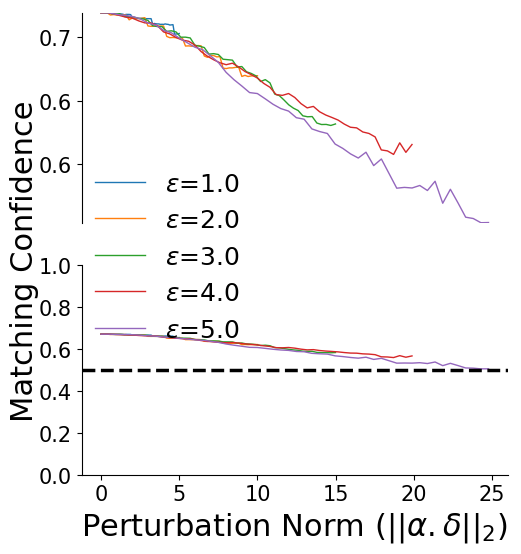 Matching Confidence
0.7
0.6
0.6
ε=1.0
ε=2.0
ε=3.0
ε=4.0
ε=5.0
1.0
0.8
0.6
0.4
0.2
0.0
0 5 10 15 20 25
Perturbation Norm (||α.δ||₂)